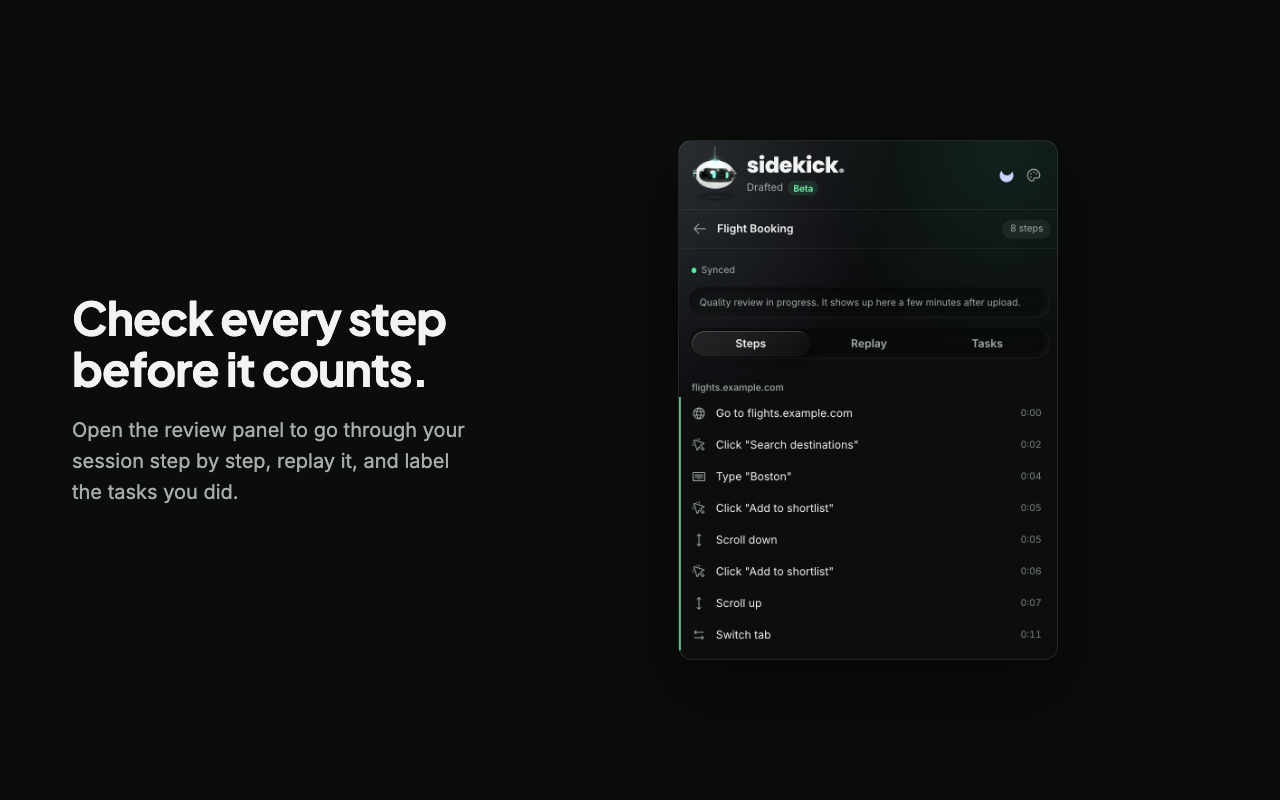 Check every step
before it counts.
Open the review panel to go through your
session step by step, replay it, and label
the tasks you did.
sidekick.
Drafted Beta
Flight Booking 8 steps
Synced
Quality review in progress. It shows up here a few minutes after upload.
Steps Replay Tasks
flights.example.com
Go to flights.example.com 0:00
Click "Search destinations" 0:02
Type "Boston" 0:04
Click "Add to shortlist" 0:05
Scroll down 0:05
Click "Add to shortlist" 0:06
Scroll up 0:07
Switch tab 0:11